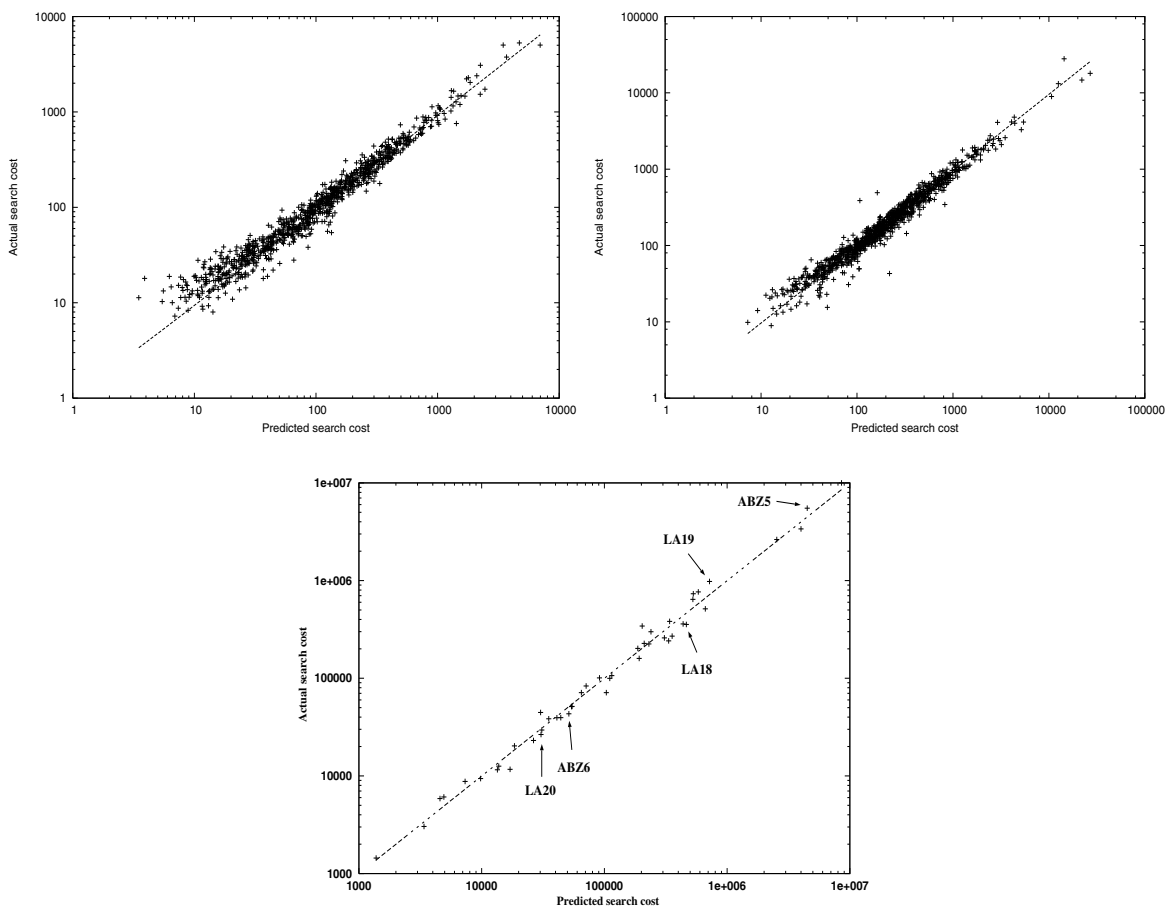 10000
1000
100
10
1
1 10 100 1000 10000
Actual search cost
Predicted search cost
100000
10000
1000
100
10
1
1 10 100 1000 10000 100000
Actual search cost
Predicted search cost
1e+007
1e+006
100000
10000
1000
1000 10000 100000 1e+006 1e+007
Actual search cost
Predicted search cost
ABZ5
LA19
LA18
ABZ6
LA20